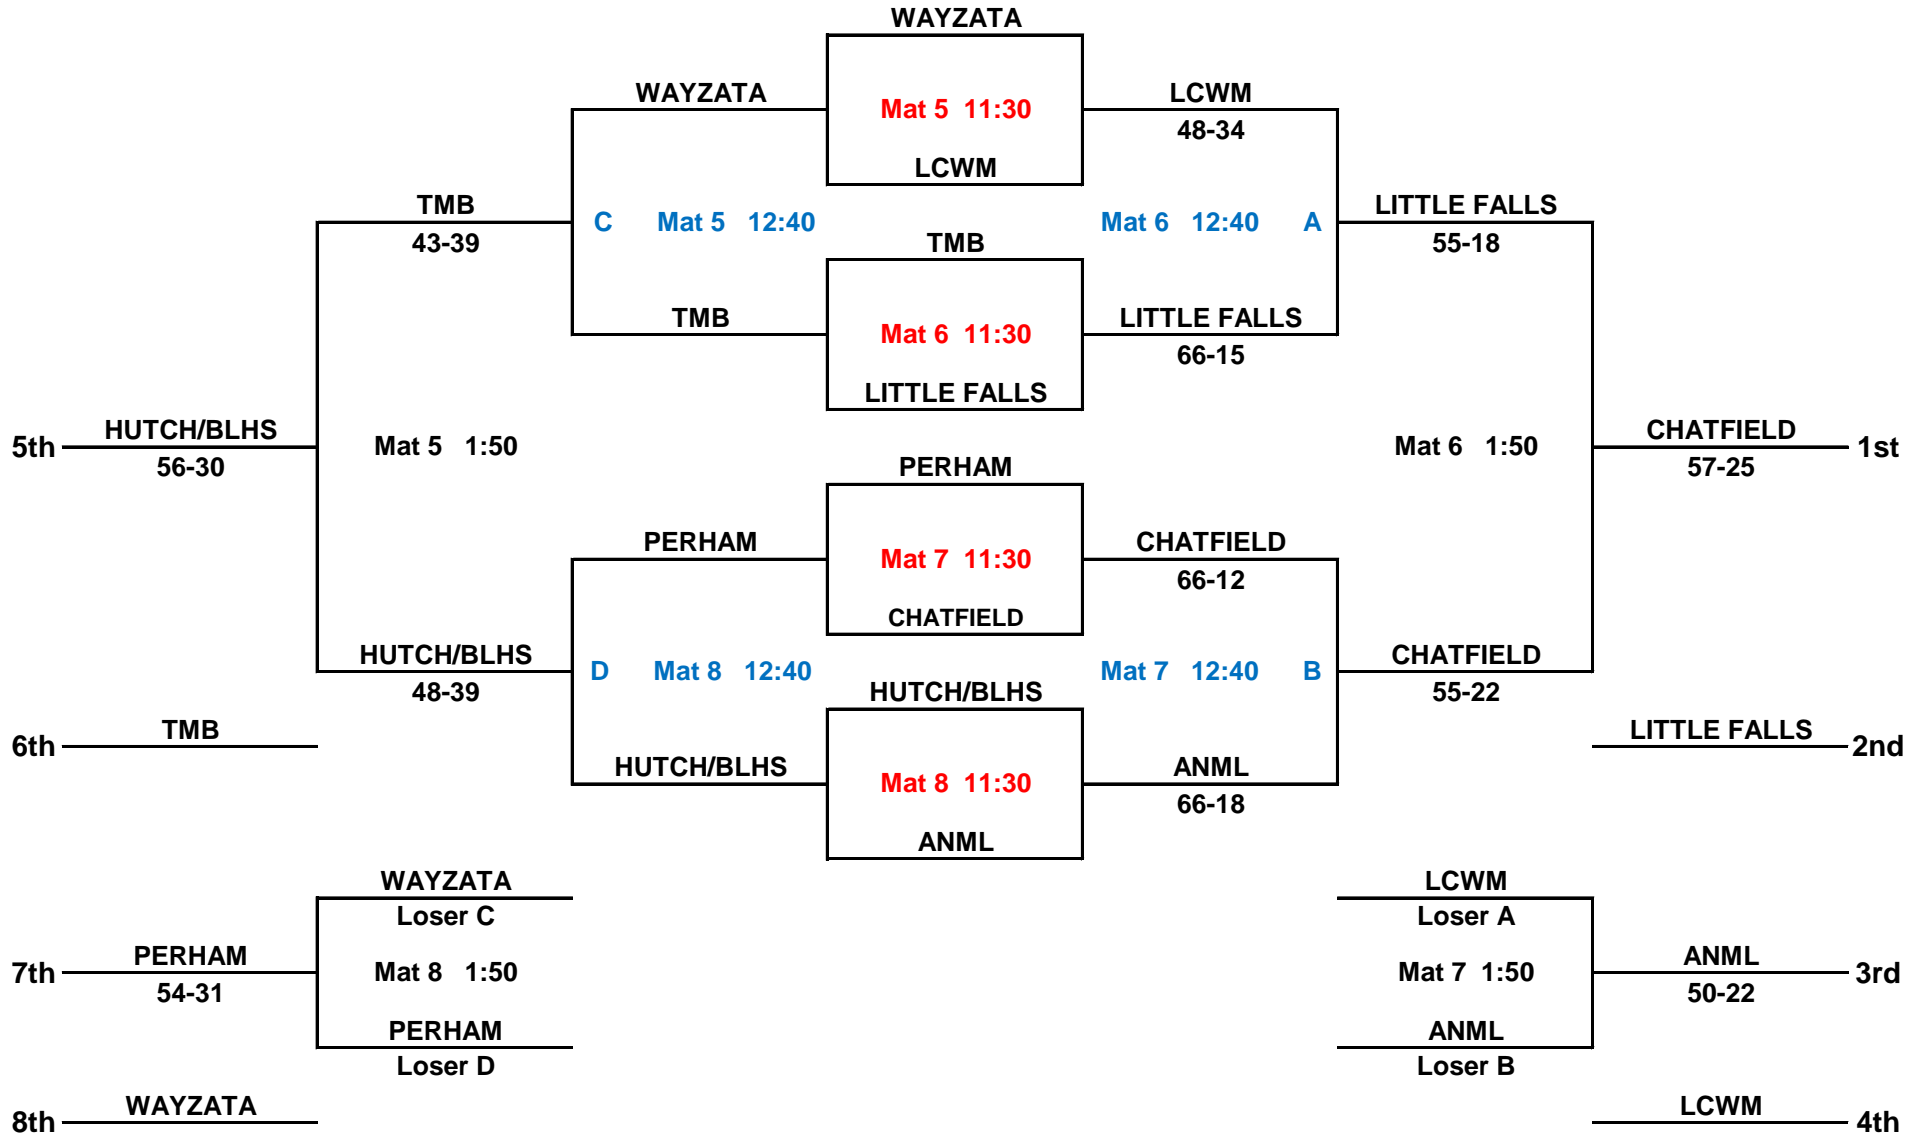 WAYZATA
WAYZATA
Mat 5 11:30
LCWM
48-34
LCWM
TMB
43-39
C Mat 5 12:40
Mat 6 12:40 A
LITTLE FALLS
55-18
TMB
TMB
Mat 6 11:30
LITTLE FALLS
66-15
LITTLE FALLS
5th
HUTCH/BLHS
56-30
Mat 5 1:50
Mat 6 1:50
CHATFIELD
57-25
1st
PERHAM
PERHAM
Mat 7 11:30
CHATFIELD
66-12
CHATFIELD
HUTCH/BLHS
48-39
D Mat 8 12:40
Mat 7 12:40 B
CHATFIELD
55-22
HUTCH/BLHS
6th
TMB
LITTLE FALLS
2nd
HUTCH/BLHS
Mat 8 11:30
ANML
66-18
ANML
WAYZATA
Loser C
LCWM
Loser A
7th
PERHAM
54-31
Mat 8 1:50
Mat 7 1:50
ANML
50-22
3rd
PERHAM
Loser D
ANML
Loser B
8th
WAYZATA
LCWM
4th